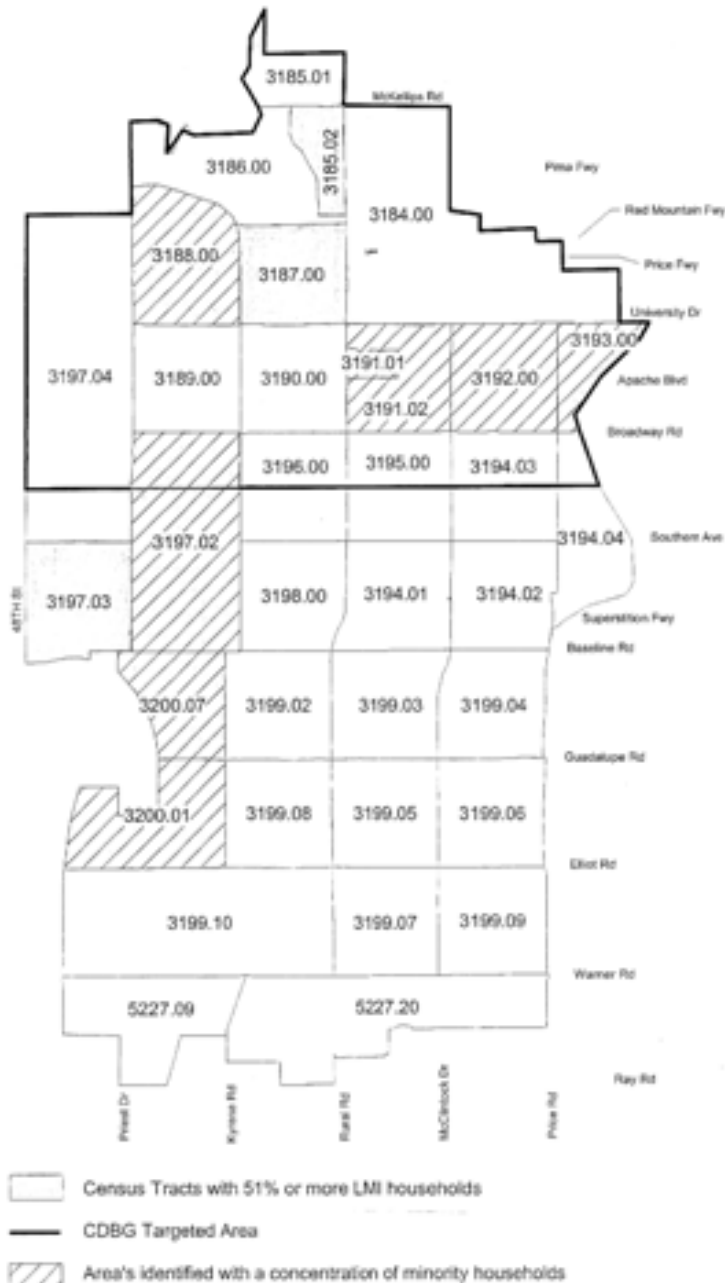 3185.01
McKellips Rd
3186.00
3185.02
Pima Fwy
3184.00
Red Mountain Fwy
3188.00
3187.00
Price Fwy
University Dr
3193.00
3197.04
3189.00
3190.00
3191.01
3192.00
Apache Blvd
3191.02
Broadway Rd
3196.00
3195.00
3194.03
3197.02
3194.04
Southern Ave
3197.03
3198.00
3194.01
3194.02
48TH St
Superstition Fwy
Baseline Rd
3200.07
3199.02
3199.03
3199.04
Guadalupe Rd
3200.01
3199.08
3199.05
3199.06
Elliot Rd
3199.10
3199.07
3199.09
Warner Rd
5227.09
5227.20
Ray Rd
Priest Dr
Kyrene Rd
Rural Rd
McClintock Dr
Price Rd
Census Tracts with 51% or more LMI households
CDBG Targeted Area
Area's identified with a concentration of minority households